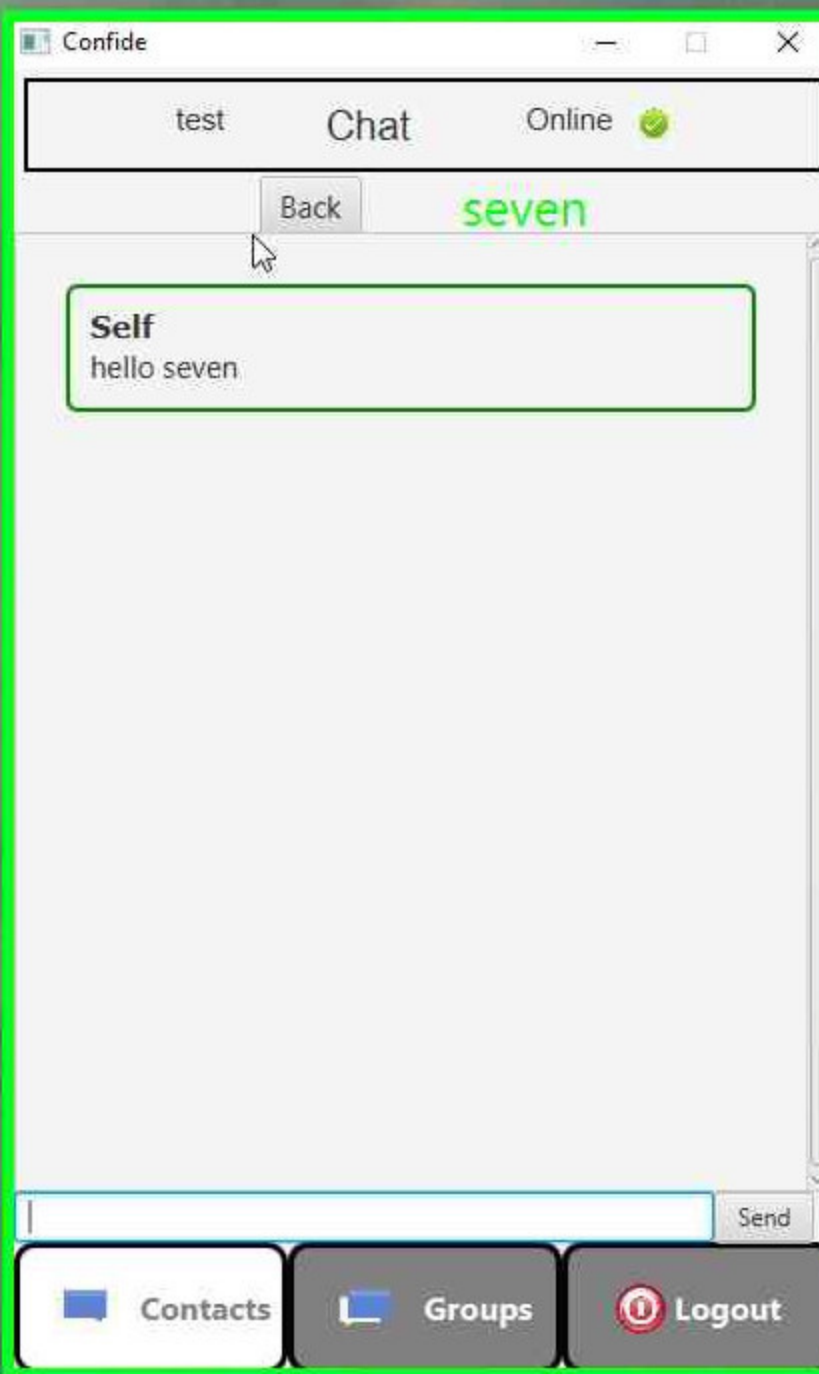 Confide
test Chat Online
Back seven
Self
hello seven
Send
Contacts Groups Logout